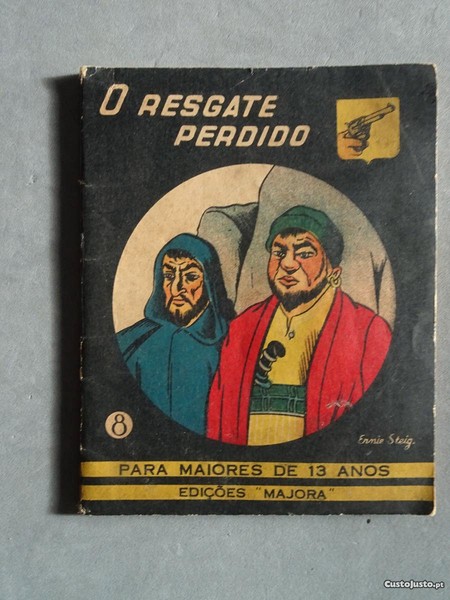 O RESGATE
PERDIDO
8
Ernie Steig.
PARA MAIORES DE 13 ANOS
EDIÇÕES "MAJORA"
CustoJusto.pt